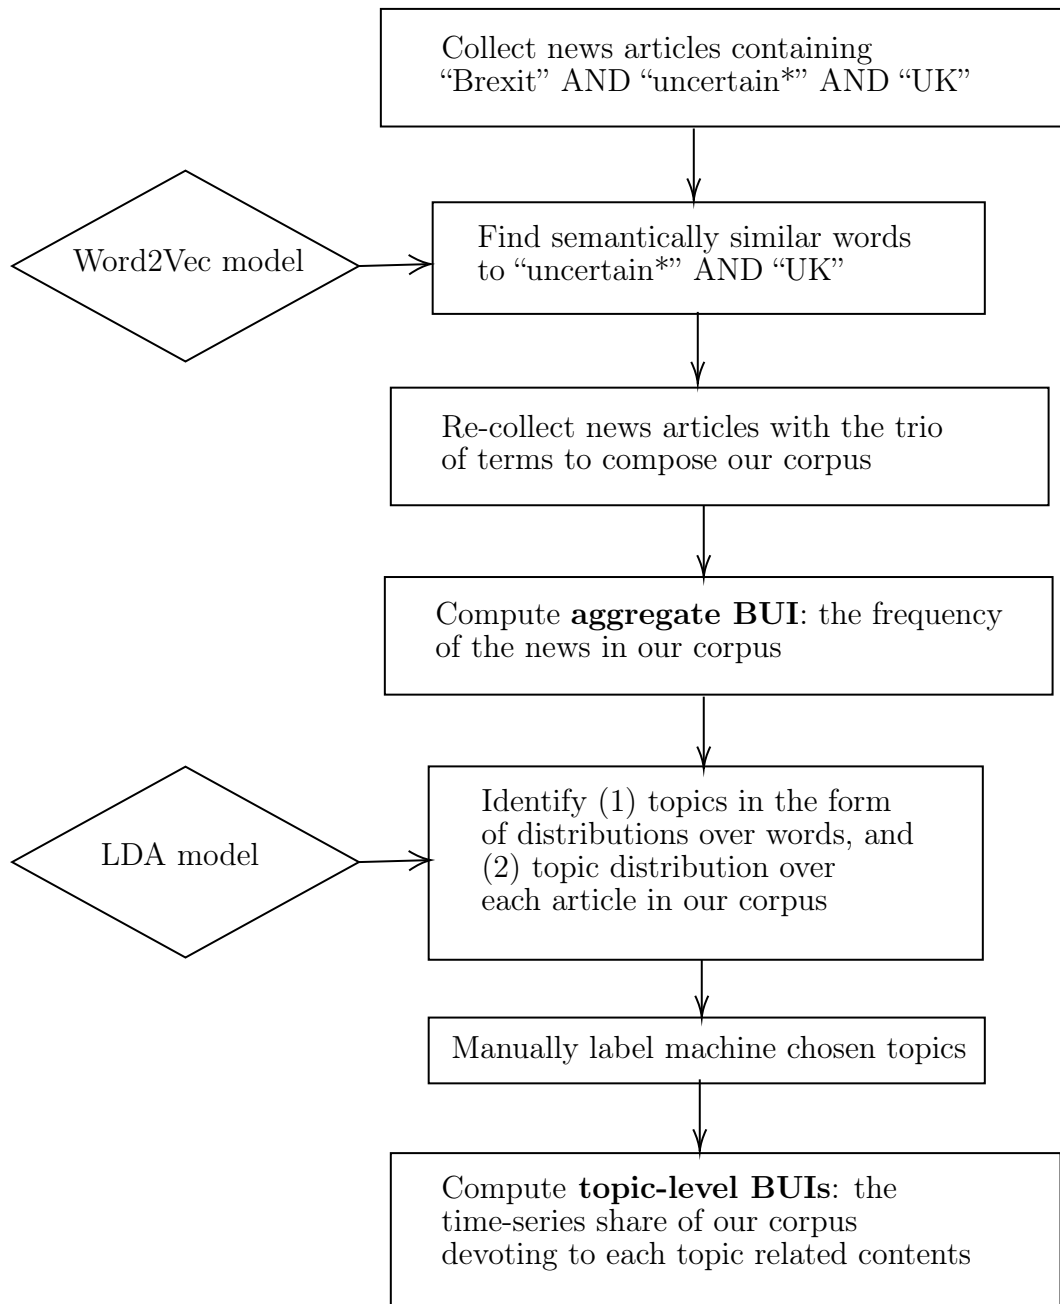 Collect news articles containing
“Brexit” AND “uncertain*” AND “UK”
Word2Vec model
Find semantically similar words
to “uncertain*” AND “UK”
Re-collect news articles with the trio
of terms to compose our corpus
Compute aggregate BUI: the frequency
of the news in our corpus
LDA model
Identify (1) topics in the form
of distributions over words, and
(2) topic distribution over
each article in our corpus
Manually label machine chosen topics
Compute topic-level BUIs: the
time-series share of our corpus
devoting to each topic related contents